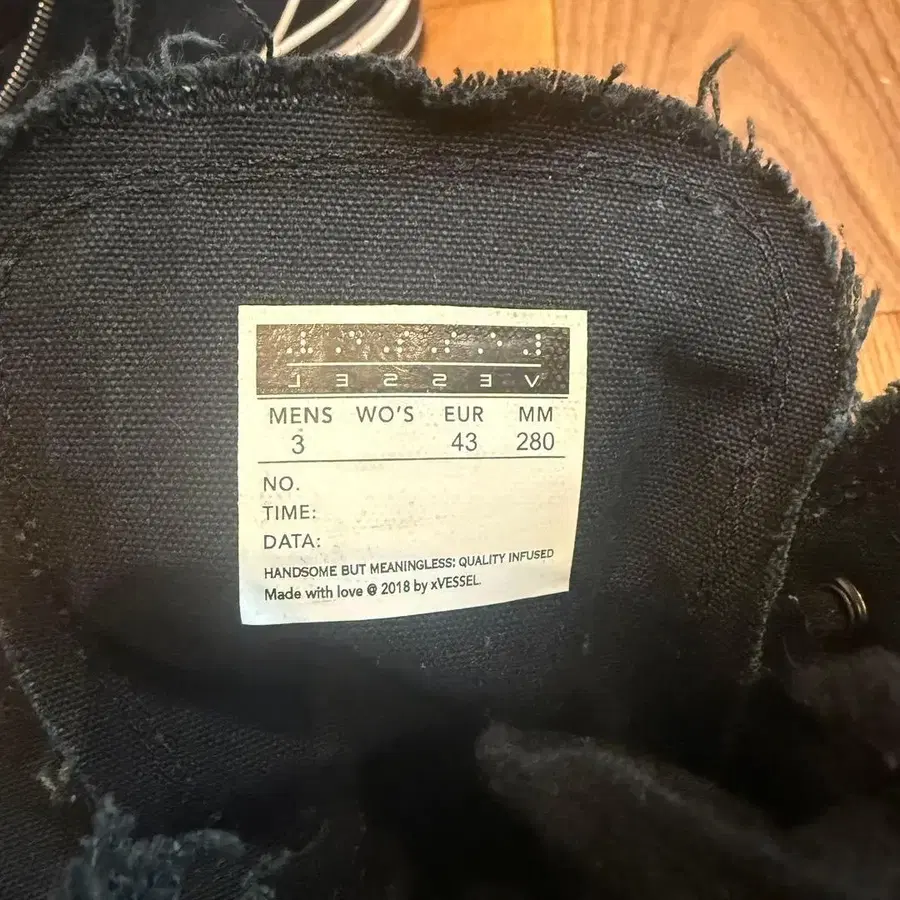 VESSEL
MENS WO'S EUR MM
3 43 280
NO.
TIME:
DATA:
HANDSOME BUT MEANINGLESS; QUALITY INFUSED
Made with love @ 2018 by xVESSEL.